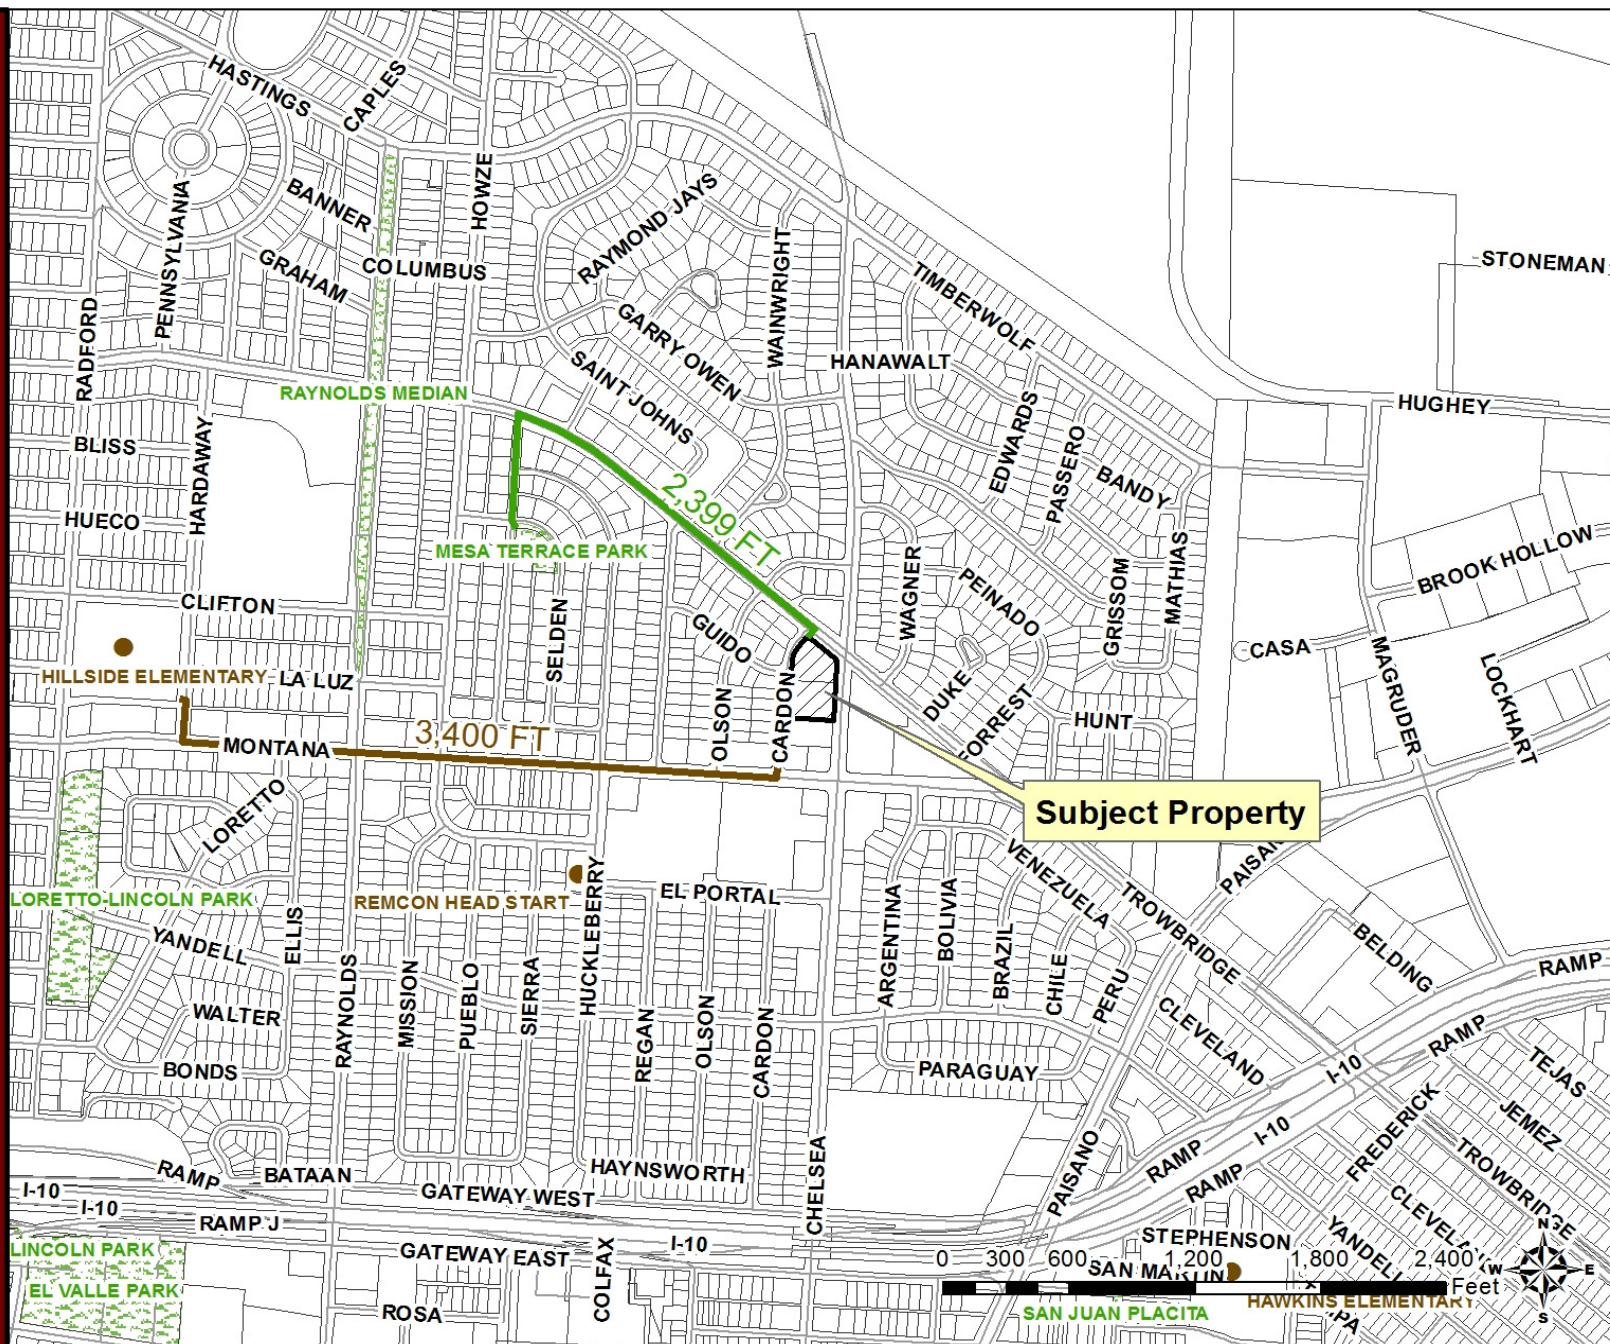 HASTINGS
CAPLES
HOWZE
PENNSYLVANIA
BANNER
GRAHAM
COLUMBUS
RAYMOND JAYS
WAINWRIGHT
TIMBERWOLF
STONEMAN
RADFORD
GARRY OWEN
SAINT JOHNS
HANAWALT
RAYNOLDS MEDIAN
HUGHEY
EDWARDS
PASSERO
BANDY
BLISS
HARDAWAY
HUECO
2,399 FT
MESA TERRACE PARK
WAGNER
PEINADO
GRISSOM
MATHIAS
BROOK HOLLOW
CLIFTON
SELDEN
GUIDO
CASA
MAGRUDER
LOCKHART
HILLSIDE ELEMENTARY
LA LUZ
OLSON
CARDON
DUKE
FORREST
HUNT
3,400 FT
MONTANA
Subject Property
LORETTO
PAISAN
VENEZUELA
TROWBRIDGE
LORETTO-LINCOLN PARK
REMCON HEAD START
HUCKLEBERRY
EL PORTAL
ARGENTINA
BOLIVIA
BRAZIL
CHILE
PERU
BELDING
RAMP
YANDELL
ELLIS
RAYNOLDS
MISSION
PUEBLO
SIERRA
REGAN
OLSON
CARDON
WALTER
CLEVELAND
BONDS
PARAGUAY
I-10
RAMP
TEJAS
FREDERICK
JEMEZ
TROWBRIDGE
I-10
RAMP
RAMP
PAISANO
CHELSEA
HAYNSWORTH
RAMP
BATAAN
I-10
I-10
RAMP J
GATEWAY WEST
I-10
GATEWAY EAST
COLFAX
ROSA
LINCOLN PARK
EL VALLE PARK
STEPHENSON
YANDELL
CLEVELA
0 300 600 1,200 1,800 2,400
Feet
SAN MARTIN
SAN JUAN PLACITA
HAWKINS ELEMENTARY
N
W
E
S